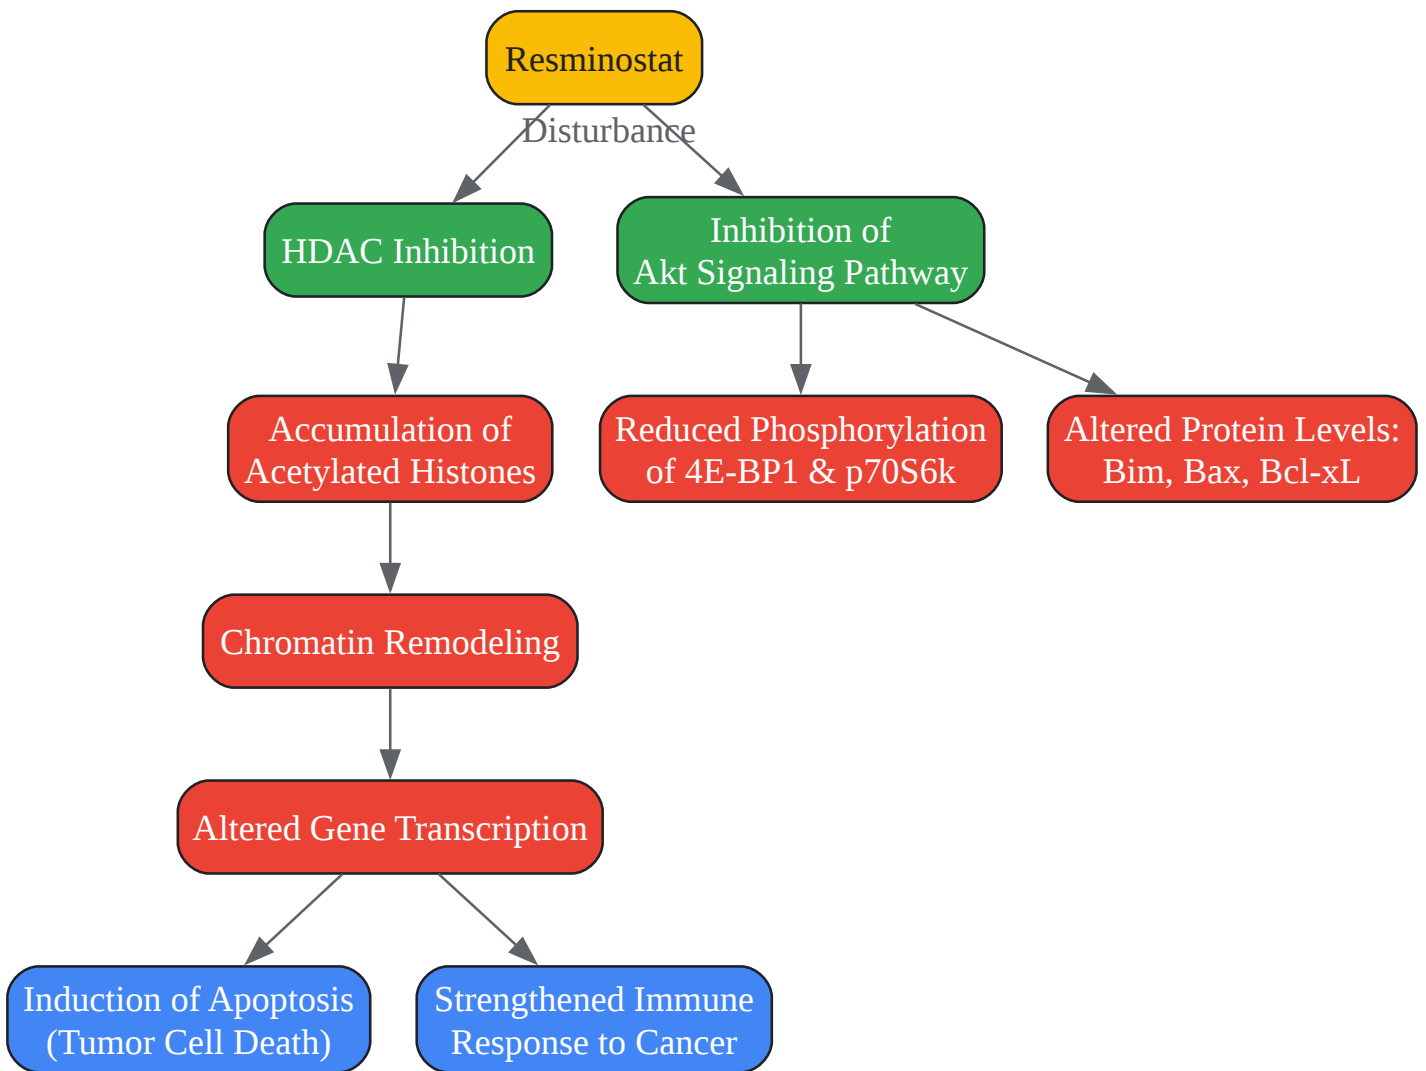 Resminostat
Disturbance
HDAC Inhibition
Inhibition of
Akt Signaling Pathway
Accumulation of
Acetylated Histones
Reduced Phosphorylation
of 4E-BP1 & p70S6k
Altered Protein Levels:
Bim, Bax, Bcl-xL
Chromatin Remodeling
Altered Gene Transcription
Induction of Apoptosis
(Tumor Cell Death)
Strengthened Immune
Response to Cancer